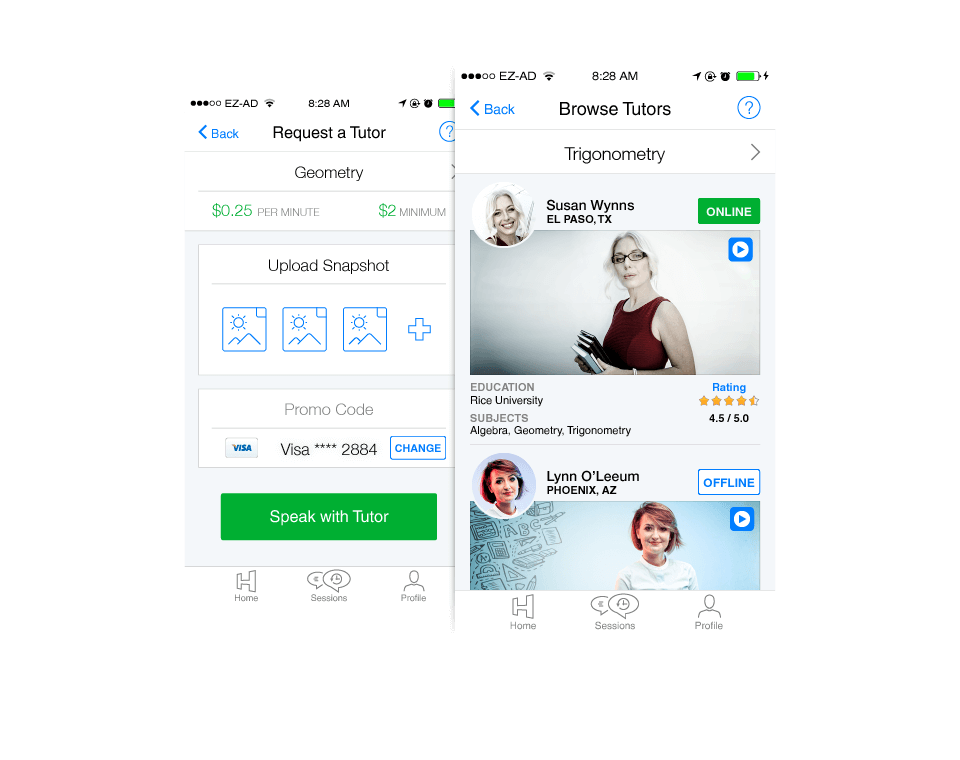 EZ-AD 8:28 AM
Back Request a Tutor ?
Geometry
$0.25 PER MINUTE $2 MINIMUM
Upload Snapshot
Promo Code
VISA Visa **** 2884 CHANGE
Speak with Tutor
Home Sessions Profile
EZ-AD 8:28 AM
Back Browse Tutors ?
Trigonometry
Susan Wynns
EL PASO, TX
ONLINE
EDUCATION Rating
Rice University
SUBJECTS 4.5 / 5.0
Algebra, Geometry, Trigonometry
Lynn O’Leeum
PHOENIX, AZ
OFFLINE
Home Sessions Profile